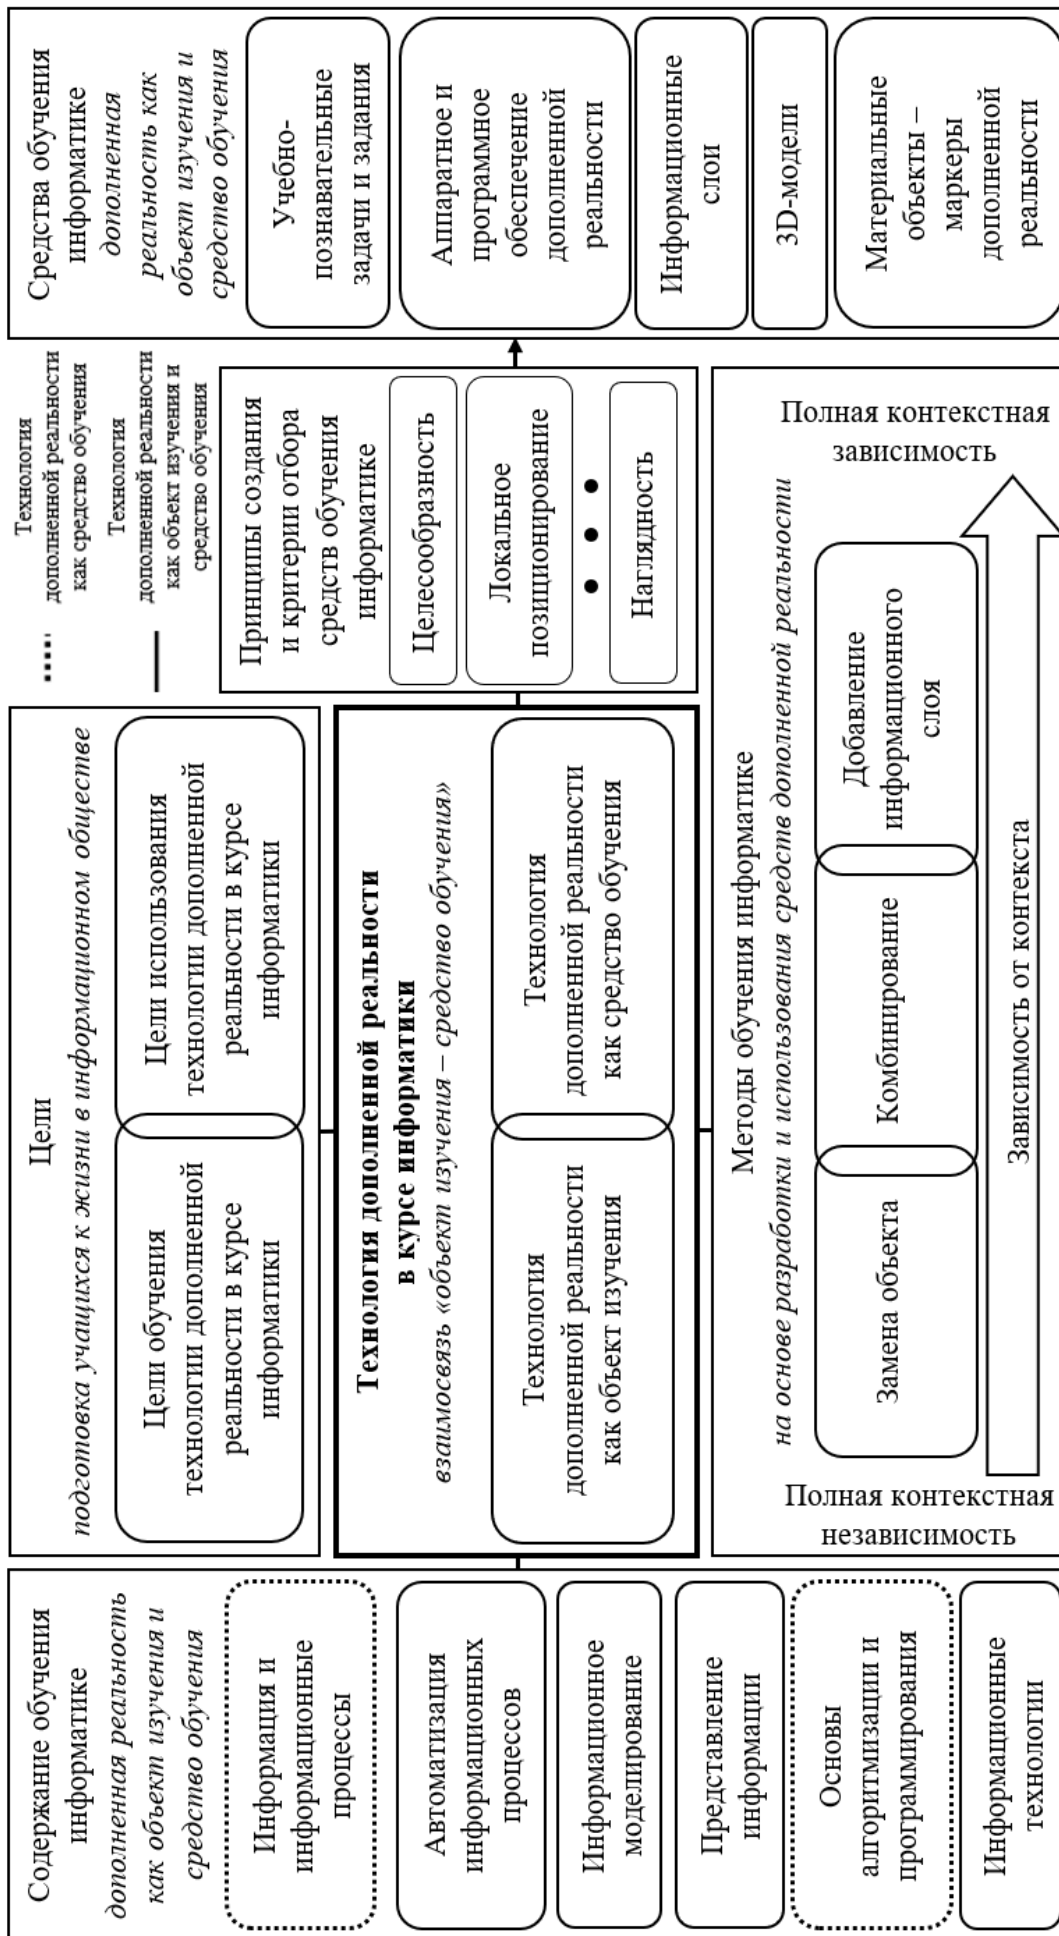 Содержание обучения
информатике
дополненная реальность
как объект изучения и
средство обучения
Информация и
информационные
процессы
Автоматизация
информационных
процессов
Информационное
моделирование
Представление
информации
Основы
алгоритмизации и
программирования
Информационные
технологии
Цели
подготовка учащихся к жизни в информационном обществе
Цели обучения
технологии дополненной
реальности в курсе
информатики
Цели использования
технологии дополненной
реальности в курсе
информатики
Технология дополненной реальности
в курсе информатики
взаимосвязь «объект изучения – средство обучения»
Технология
дополненной реальности
как объект изучения
Технология
дополненной реальности
как средство обучения
Методы обучения информатике
на основе разработки и использования средств дополненной реальности
Замена объекта
Комбинирование
Добавление
информационного
слоя
Зависимость от контекста
Полная контекстная
независимость
Полная контекстная
зависимость
Технология
дополненной реальности
как средство обучения
Технология
дополненной реальности
как объект изучения и
средство обучения
Принципы создания
и критерии отбора
средств обучения
информатике
Целесообразность
Локальное
позиционирование
Наглядность
Средства обучения
информатике
дополненная
реальность как
объект изучения и
средство обучения
Учебно-
познавательные
задачи и задания
Аппаратное и
программное
обеспечение
дополненной
реальности
Информационные
слои
3D-модели
Материальные
объекты –
маркеры
дополненной
реальности